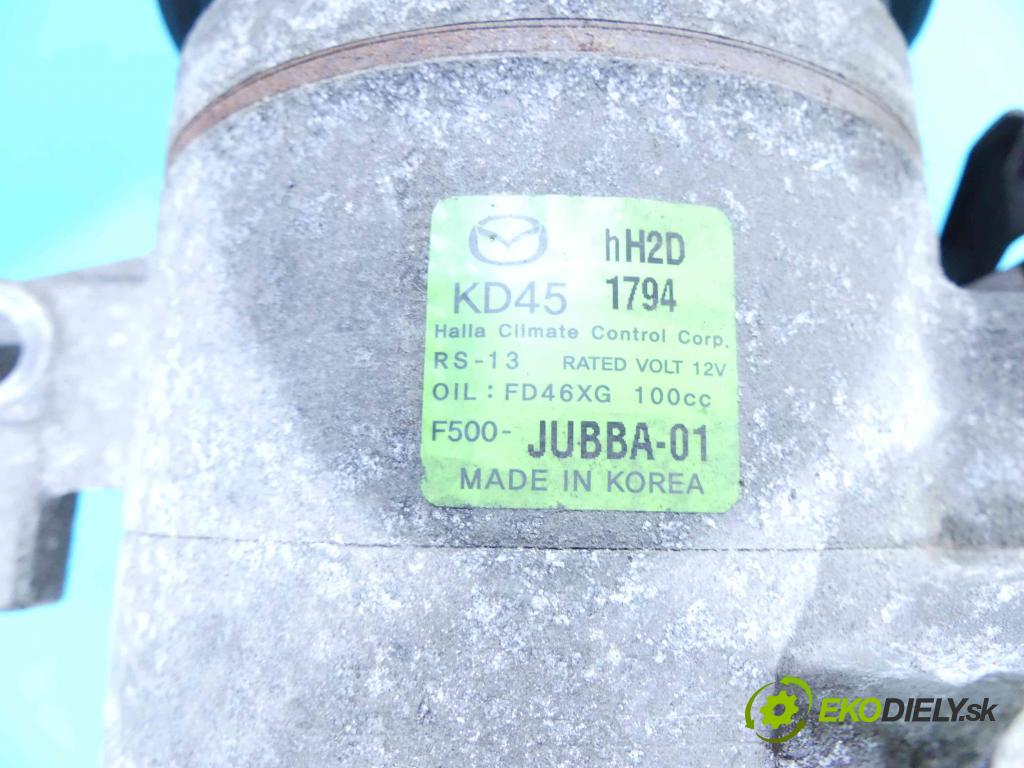 hH2D
KD45 1794
Halla Climate Control Corp.
RS-13 RATED VOLT 12V
OIL : FD46XG 100cc
F500- JUBBA-01
MADE IN KOREA
EKODIELY.sk